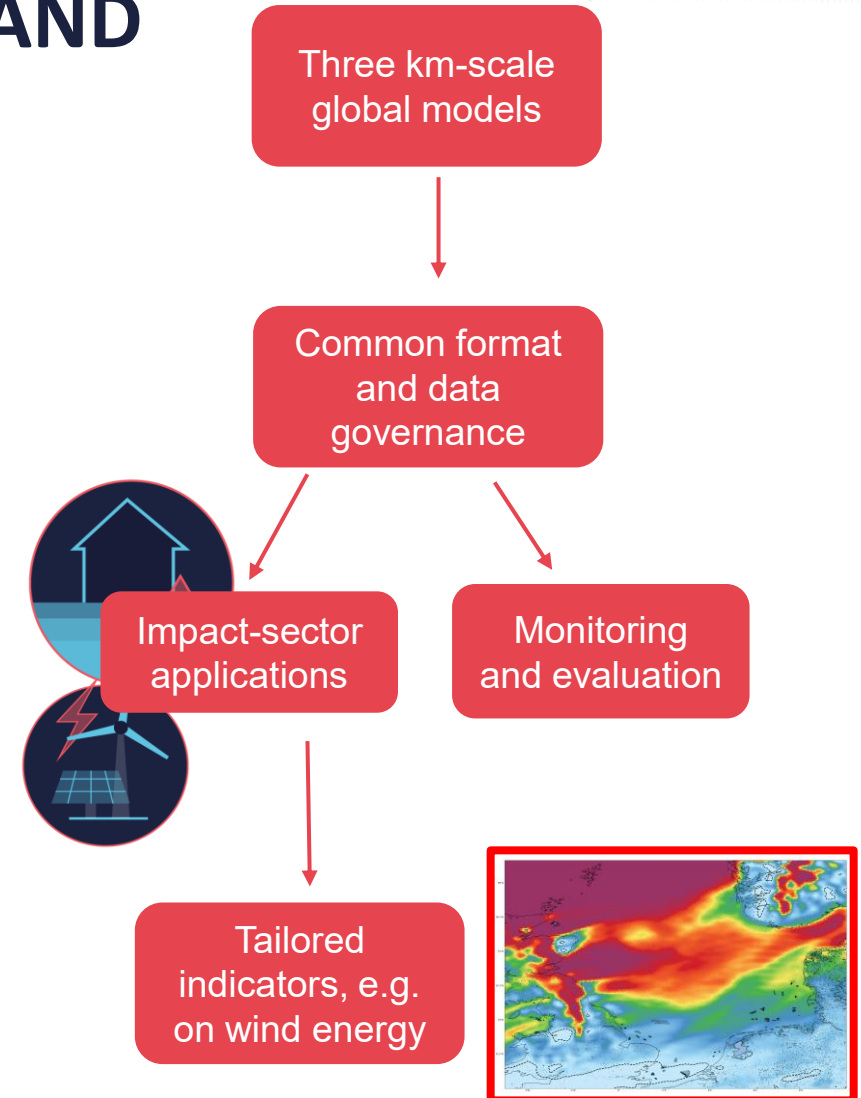 AND
Three km-scale
global models
Common format
and data
governance
Impact-sector
applications
Monitoring
and evaluation
Tailored
indicators, e.g.
on wind energy